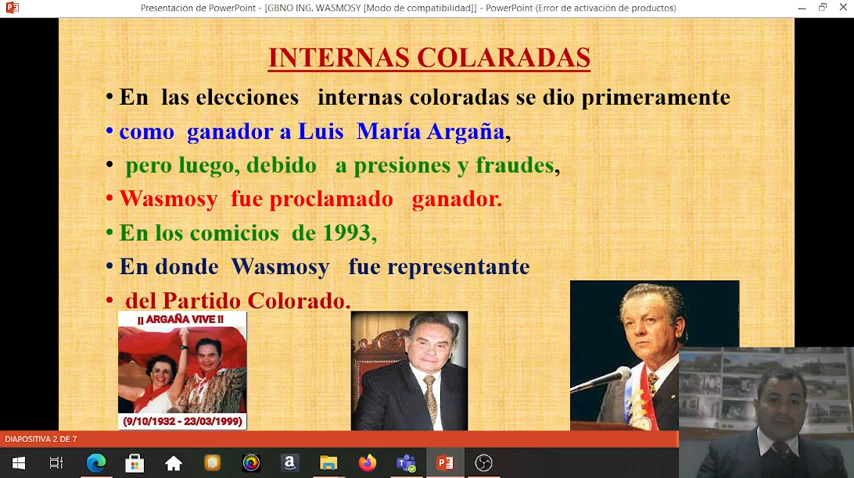 Presentación de PowerPoint - [GBNO ING. WASMOSY [Modo de compatibilidad]] - PowerPoint (Error de activación de productos)
INTERNAS COLARADAS
• En las elecciones internas coloradas se dio primeramente
• como ganador a Luis María Argaña,
• pero luego, debido a presiones y fraudes,
• Wasmosy fue proclamado ganador.
• En los comicios de 1993,
• En donde Wasmosy fue representante
• del Partido Colorado.
¡¡ ARGAÑA VIVE !!
(9/10/1932 - 23/03/1999)
DIAPOSITIVA 2 DE 7